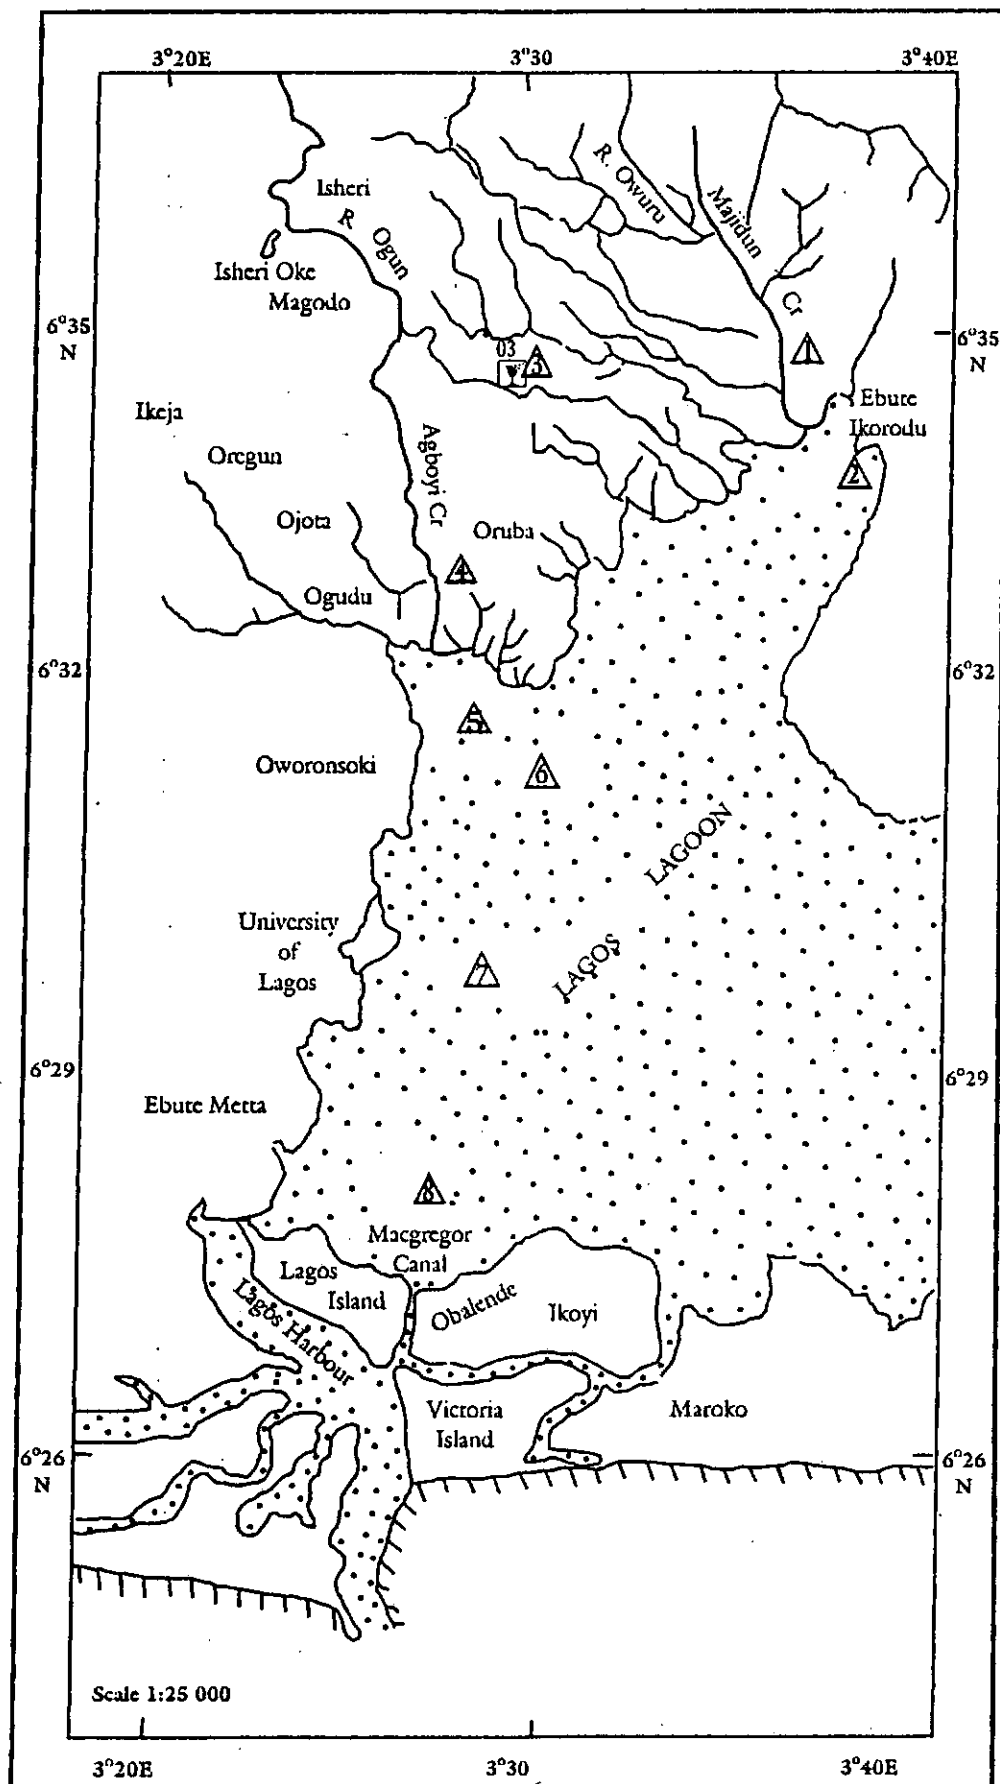 3°20E 3°30 3°40E
Isheri
R Ogun
R. Owuru
Majidun
Cr
Isheri Oke
Magodo
6°35
N
6°35
N
03
3
1
Ikeja
Ebute
Ikorodu
Oregun
Agboyi Cr
2
Ojota
Oruba
4
Ogudu
6°32
6°32
5
Oworonsoki
6
LAGOON
University
of
Lagos
LAGOS
7
6°29
6°29
Ebute Metta
8
Macgregor
Canal
Lagos
Island
Obalende
Ikoyi
Lagos Harbour
Victoria
Island
Maroko
6°26
N
6°26
N
Scale 1:25 000
3°20E 3°30 3°40E